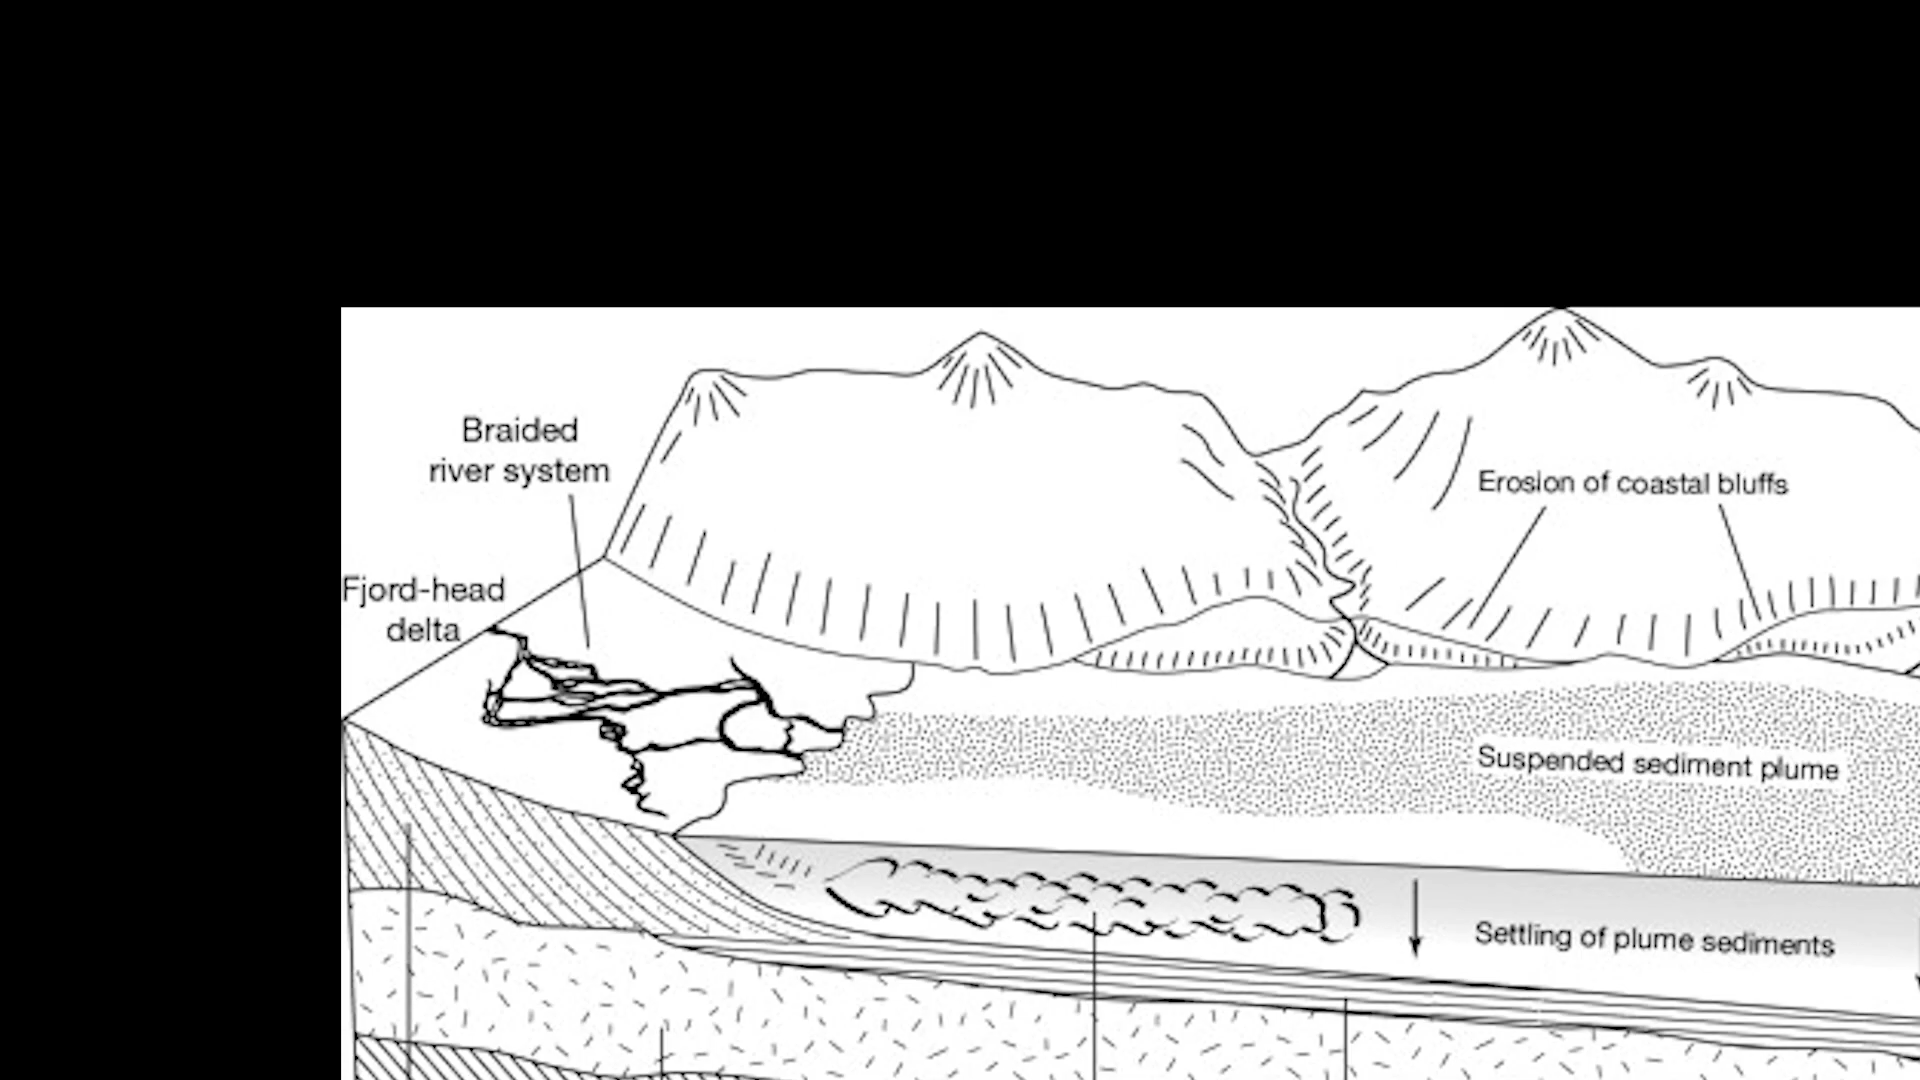 Braided
river system
Erosion of coastal bluffs
Fjord-head
delta
Suspended sediment plume
Settling of plume sediments